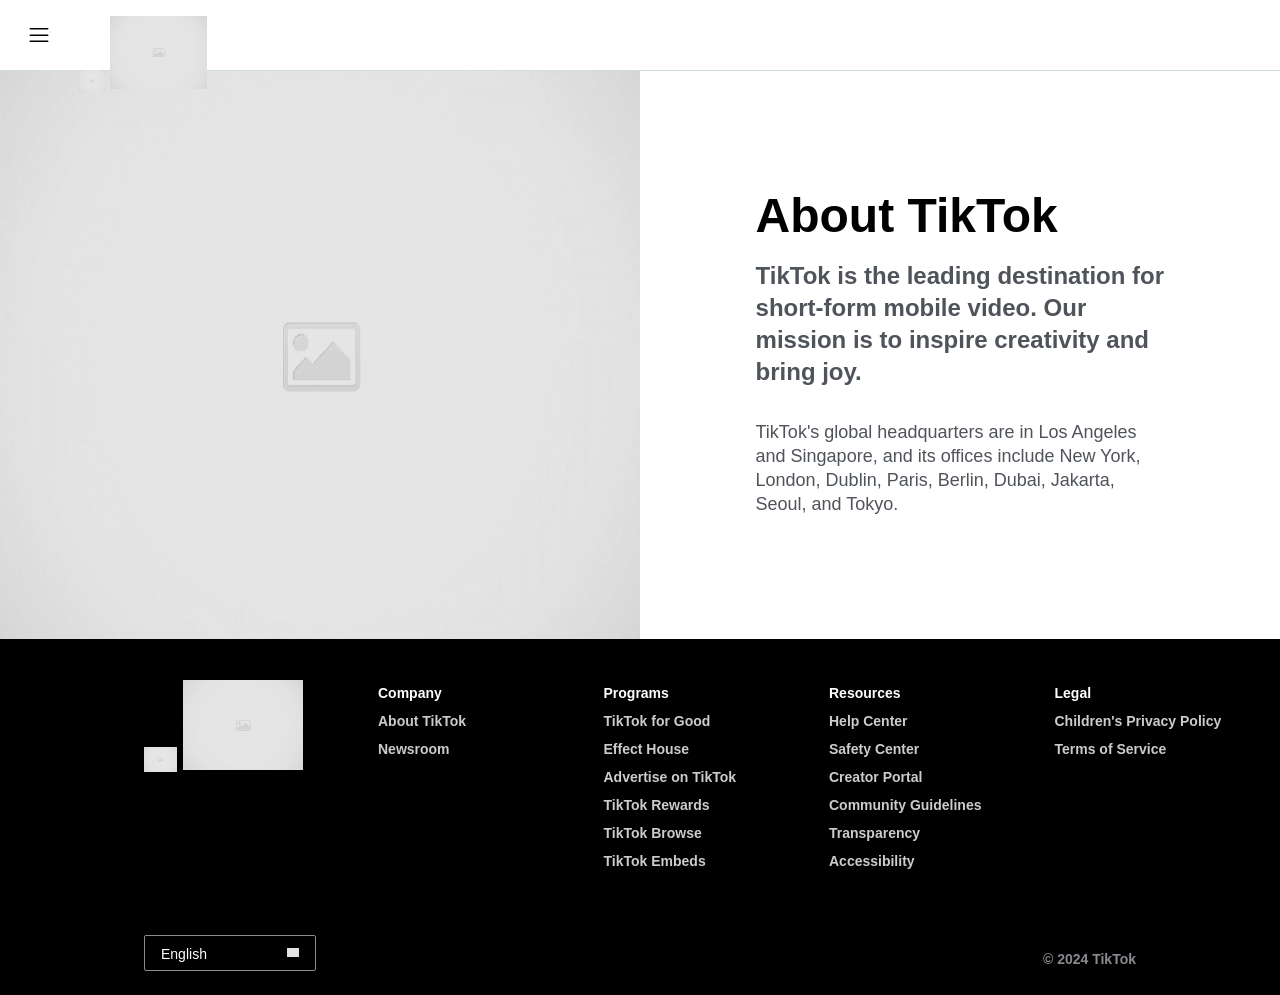 About TikTok
TikTok is the leading destination for
short-form mobile video. Our
mission is to inspire creativity and
bring joy.
TikTok's global headquarters are in Los Angeles
and Singapore, and its offices include New York,
London, Dublin, Paris, Berlin, Dubai, Jakarta,
Seoul, and Tokyo.
Company
About TikTok
Newsroom
Programs
TikTok for Good
Effect House
Advertise on TikTok
TikTok Rewards
TikTok Browse
TikTok Embeds
Resources
Help Center
Safety Center
Creator Portal
Community Guidelines
Transparency
Accessibility
Legal
Children's Privacy Policy
Terms of Service
English
© 2024 TikTok